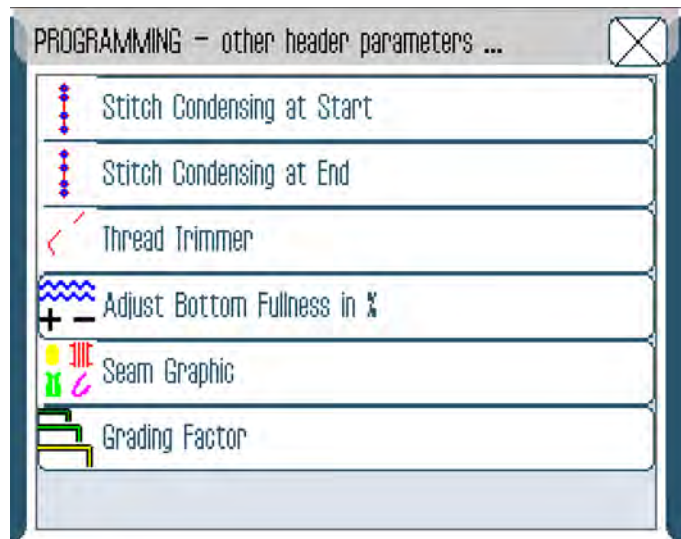 PROGRAMMING - other header parameters ...
Stitch Condensing at Start
Stitch Condensing at End
Thread Trimmer
Adjust Bottom Fullness in %
Seam Graphic
Grading Factor